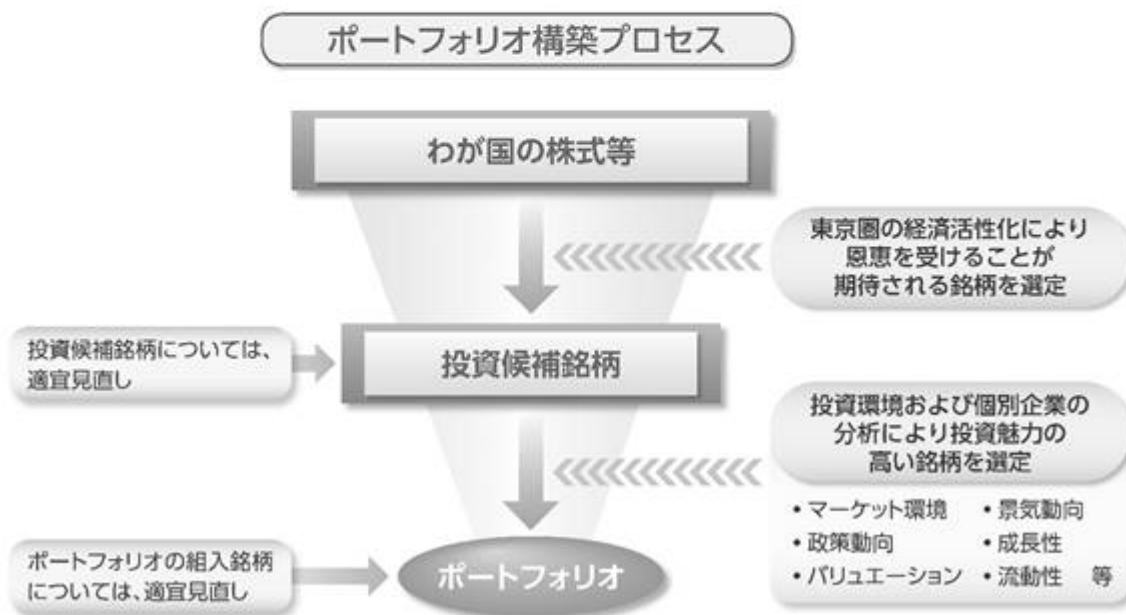 ポートフォリオ構築プロセス
わが国の株式等
東京圏の経済活性化により
恩恵を受けることが
期待される銘柄を選定
投資候補銘柄については、
適宜見直し
投資候補銘柄
投資環境および個別企業の
分析により投資魅力の
高い銘柄を選定
• マーケット環境 • 景気動向
• 政策動向 • 成長性
• バリュエーション • 流動性 等
ポートフォリオの組入銘柄
については、適宜見直し
ポートフォリオ